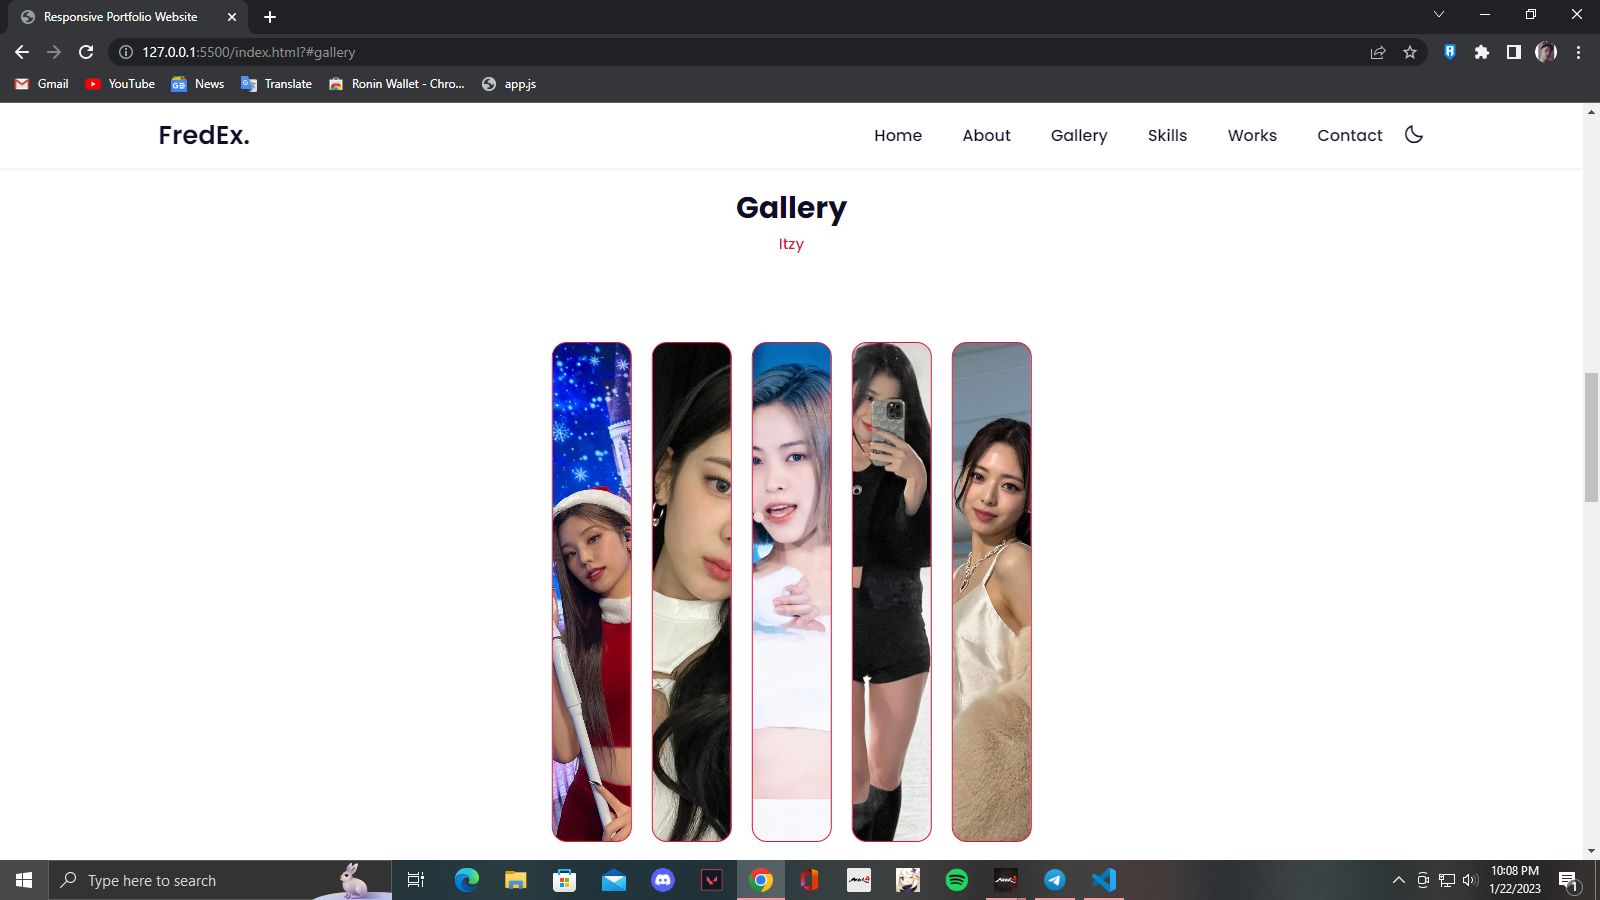 Responsive Portfolio Website
127.0.0.1:5500/index.html?#gallery
Gmail YouTube News Translate Ronin Wallet - Chro... app.js
FredEx. Home About Gallery Skills Works Contact
Gallery
Itzy
Type here to search
10:08 PM
1/22/2023
1